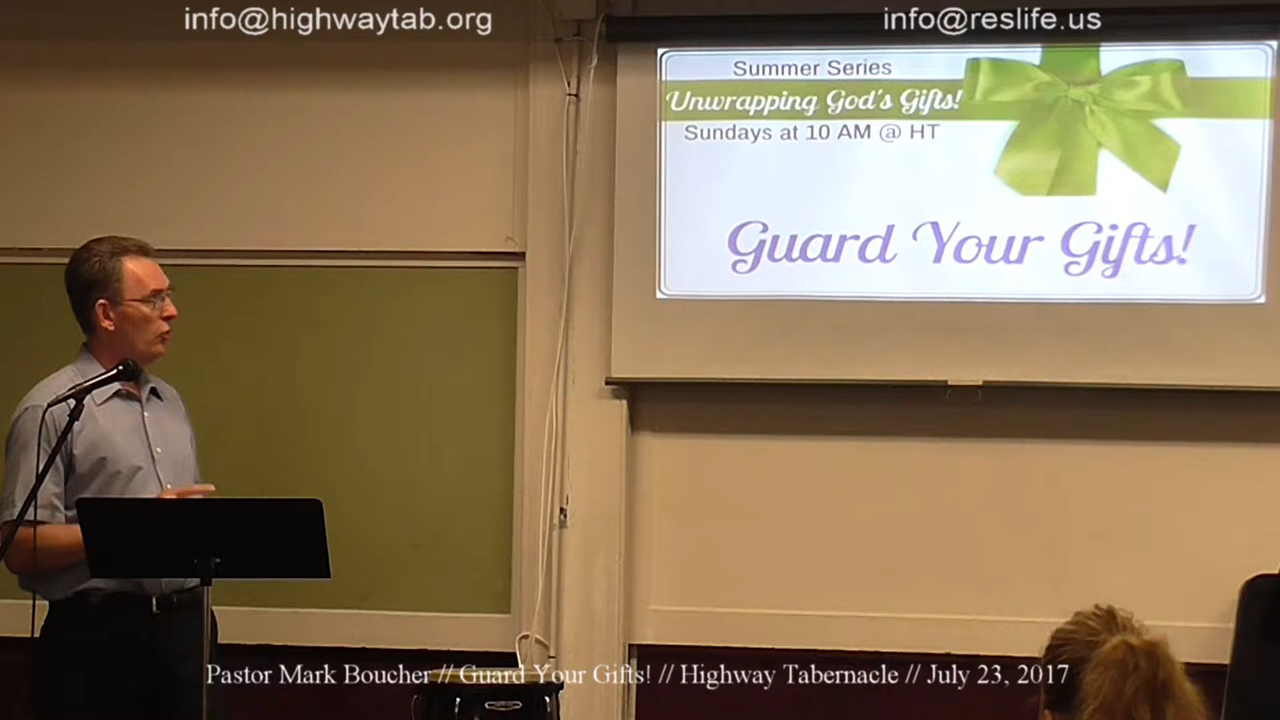 info@highwaytab.org
info@reslife.us
Summer Series
Unwrapping God's Gifts!
Sundays at 10 AM @ HT
Guard Your Gifts!
Pastor Mark Boucher // Guard Your Gifts! // Highway Tabernacle // July 23, 2017